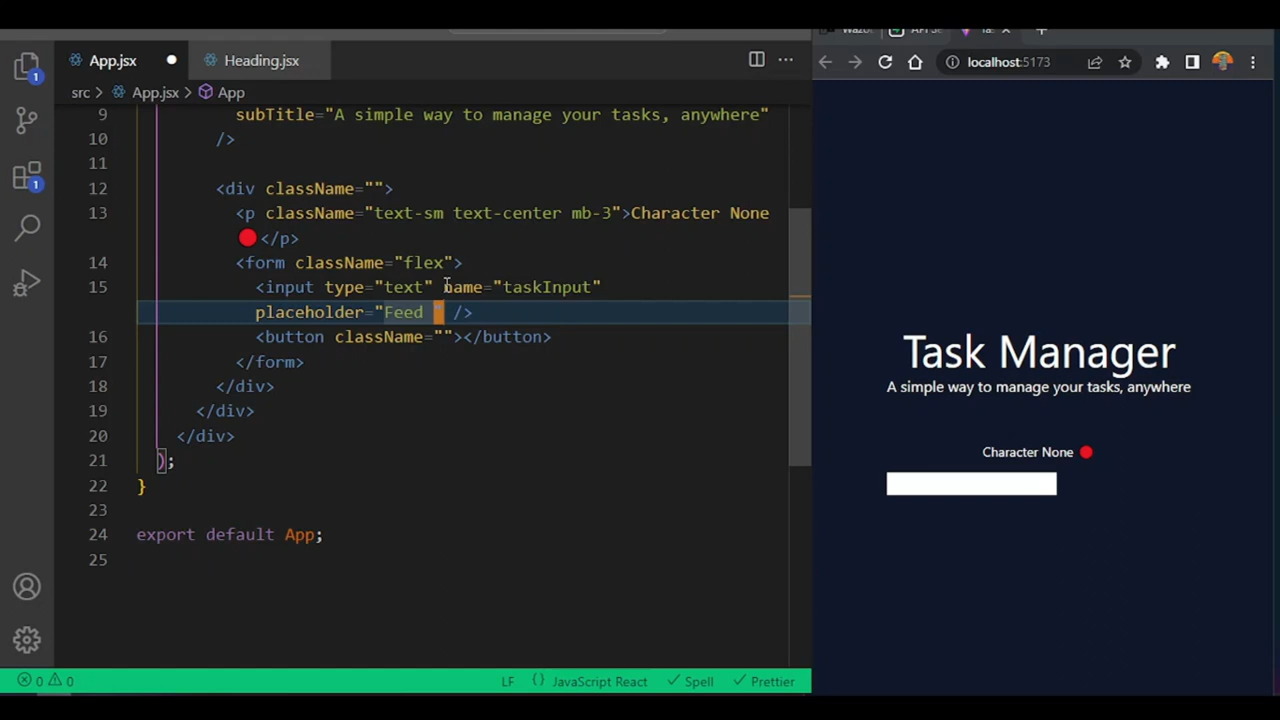 App.jsx
Heading.jsx
src > App.jsx > App
9 subTitle="A simple way to manage your tasks, anywhere"
10 />
11
12 <div className="">
13 <p className="text-sm text-center mb-3">Character None
🔴</p>
14 <form className="flex">
15 <input type="text" name="taskInput"
placeholder="Feed " />
16 <button className=""></button>
17 </form>
18 </div>
19 </div>
20 </div>
21 );
22 }
23
24 export default App;
25
1
1
0 0
LF
{} JavaScript React
Spell
Prettier
localhost:5173
Task Manager
A simple way to manage your tasks, anywhere
Character None 🔴